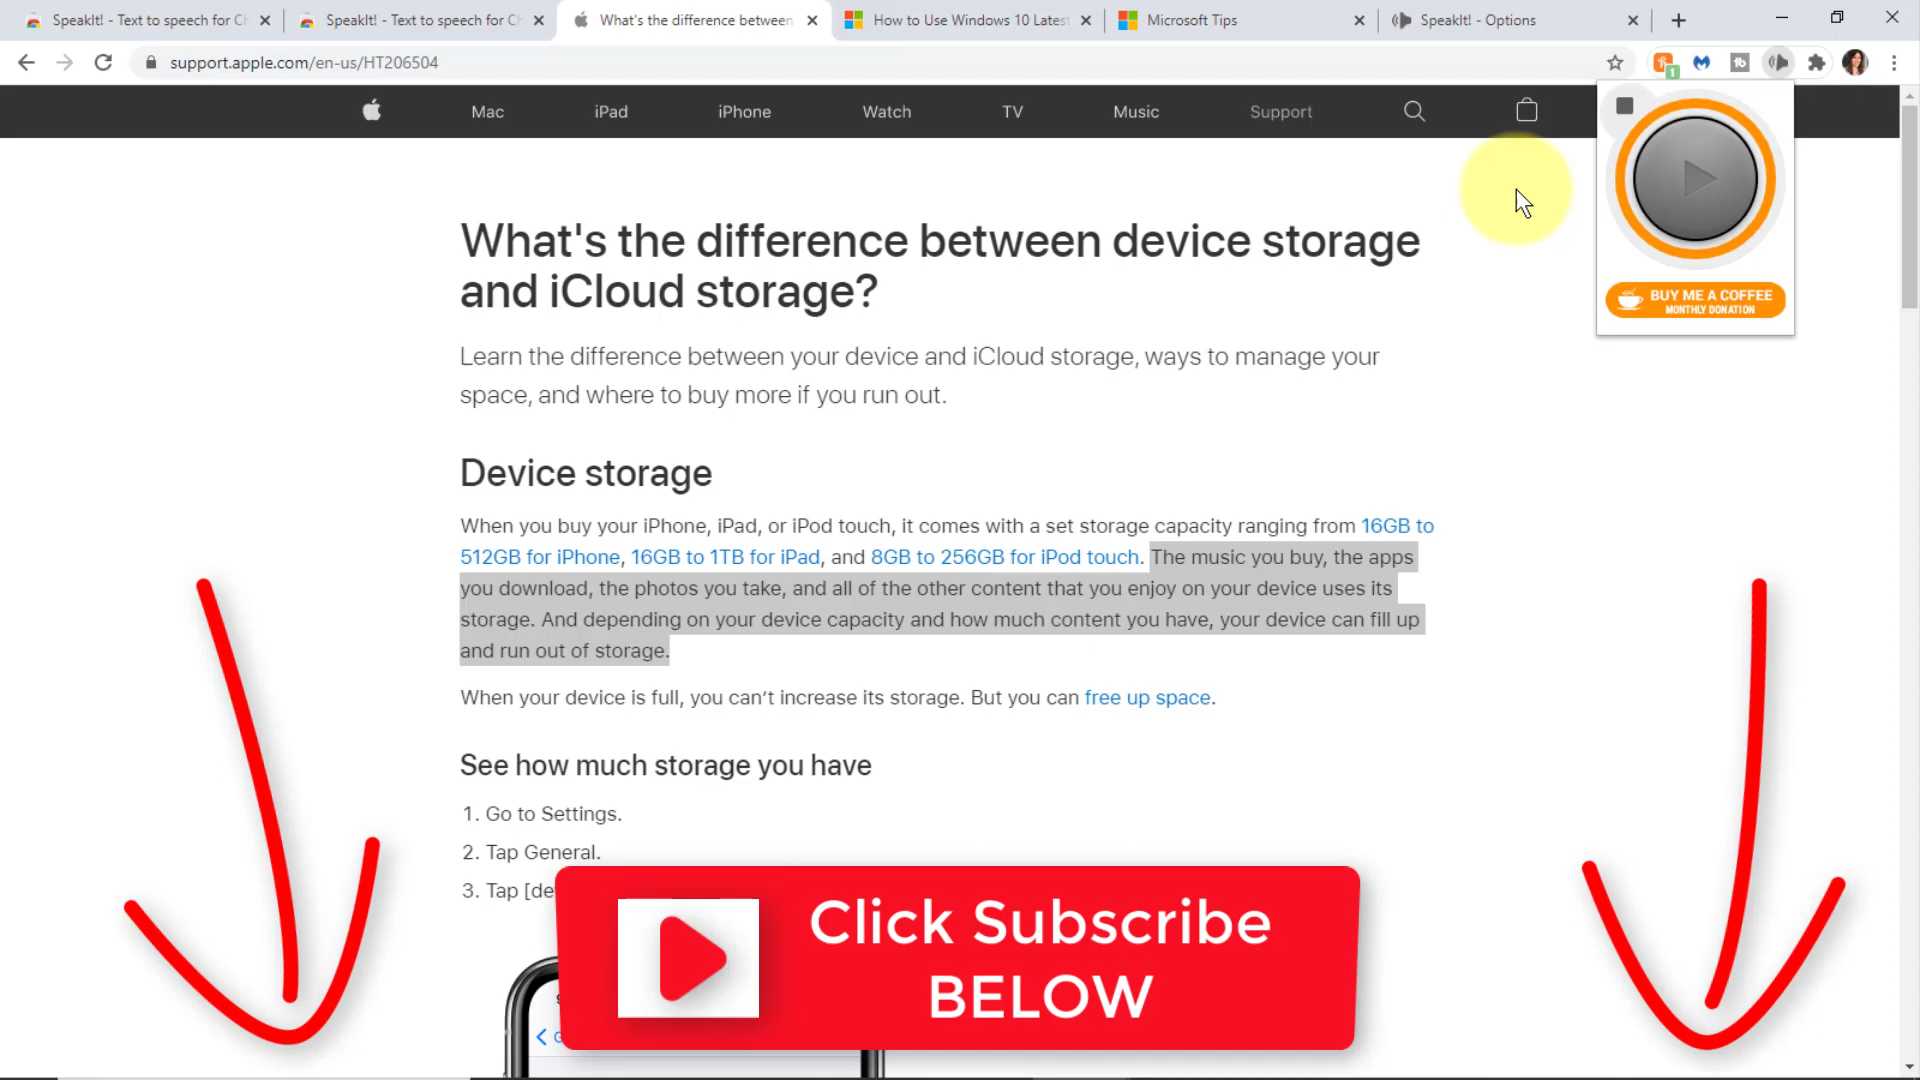 SpeakIt! - Text to speech for Ch
SpeakIt! - Text to speech for Ch
What's the difference between
How to Use Windows 10 Latest
Microsoft Tips
SpeakIt! - Options
support.apple.com/en-us/HT206504
1
Mac
iPad
iPhone
Watch
TV
Music
Support
BUY ME A COFFEE
MONTHLY DONATION
What's the difference between device storage
and iCloud storage?
Learn the difference between your device and iCloud storage, ways to manage your
space, and where to buy more if you run out.
Device storage
When you buy your iPhone, iPad, or iPod touch, it comes with a set storage capacity ranging from 16GB to
512GB for iPhone, 16GB to 1TB for iPad, and 8GB to 256GB for iPod touch. The music you buy, the apps
you download, the photos you take, and all of the other content that you enjoy on your device uses its
storage. And depending on your device capacity and how much content you have, your device can fill up
and run out of storage.
When your device is full, you can’t increase its storage. But you can free up space.
See how much storage you have
1. Go to Settings.
2. Tap General.
3. Tap [de
Click Subscribe
BELOW